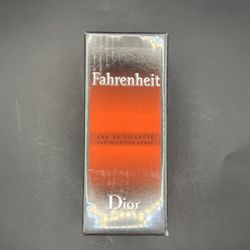 Fahrenheit
EAU DE TOILETTE
VAPORISATEUR SPRAY
Dior